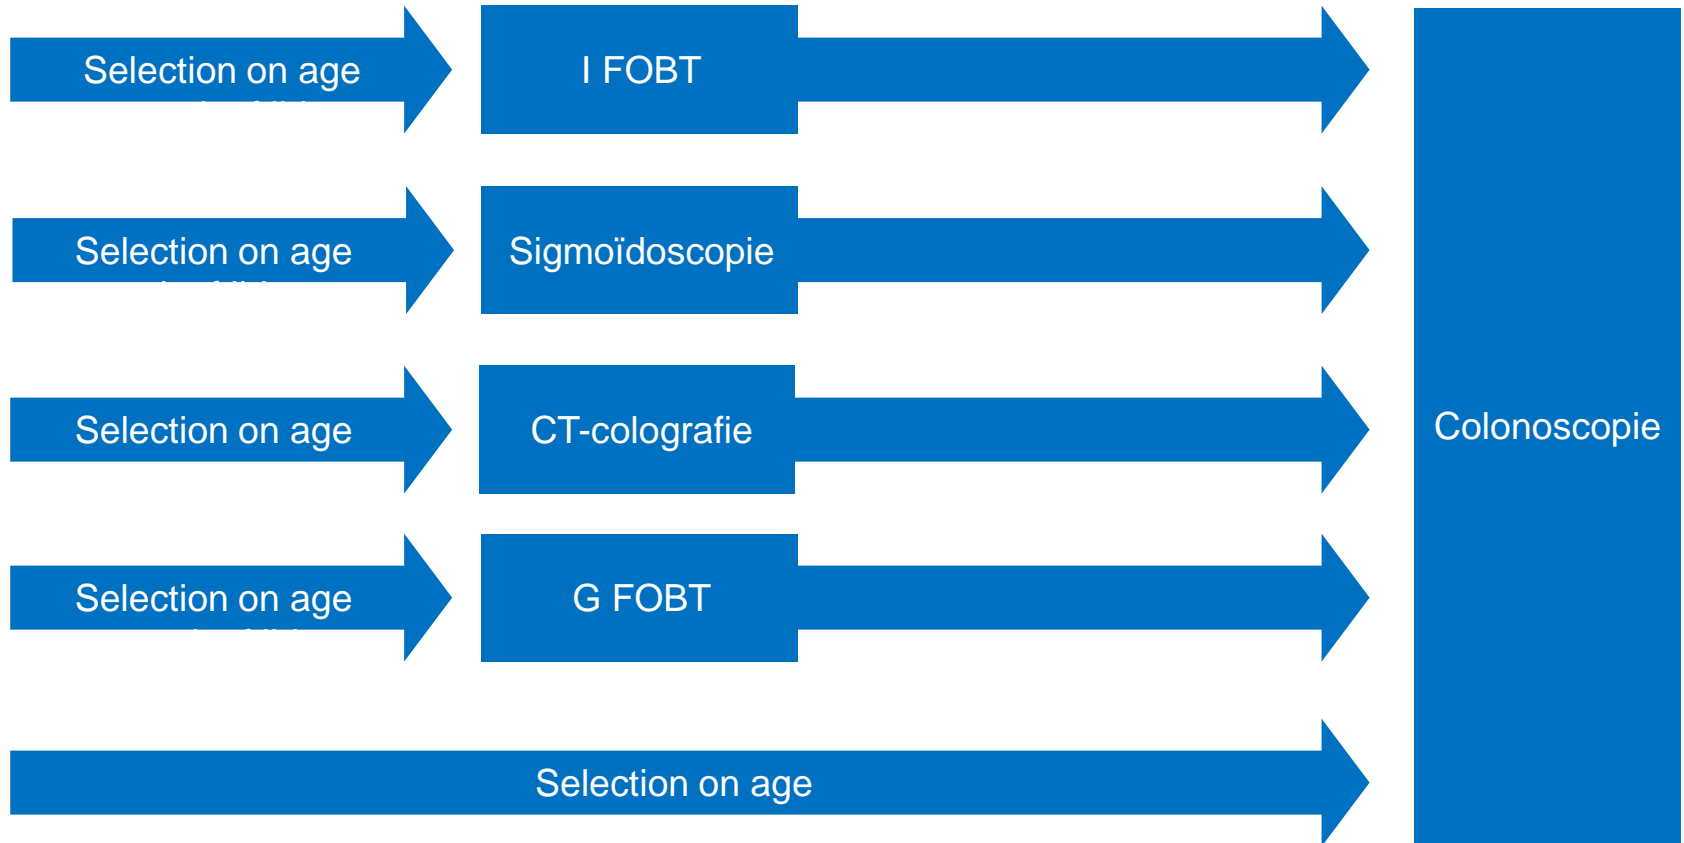 Selection on age
I FOBT
Selection on age
Sigmoïdoscopie
Selection on age
CT-colografie
Colonoscopie
Selection on age
G FOBT
Selection on age